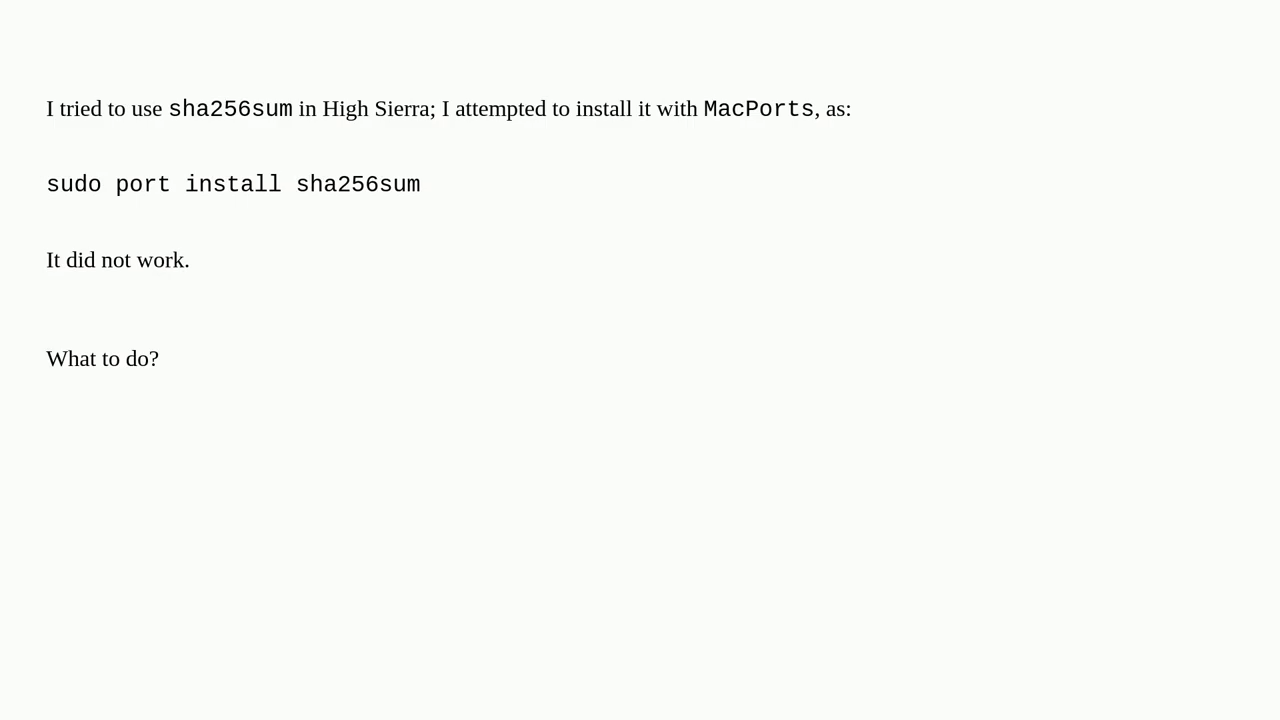 I tried to use sha256sum in High Sierra; I attempted to install it with MacPorts, as:
sudo port install sha256sum
It did not work.
What to do?